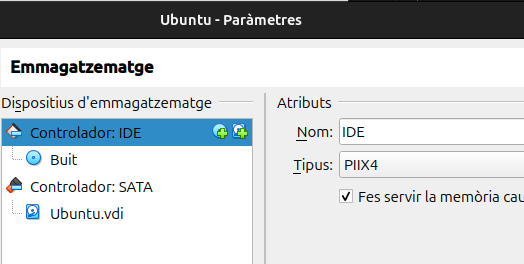 Ubuntu - Paràmetres
Emmagatzematge
Dispositius d'emmagatzematge
Atributs
Controlador: IDE
Nom: IDE
Buit
Tipus: PIIX4
Controlador: SATA
Fes servir la memòria cau
Ubuntu.vdi